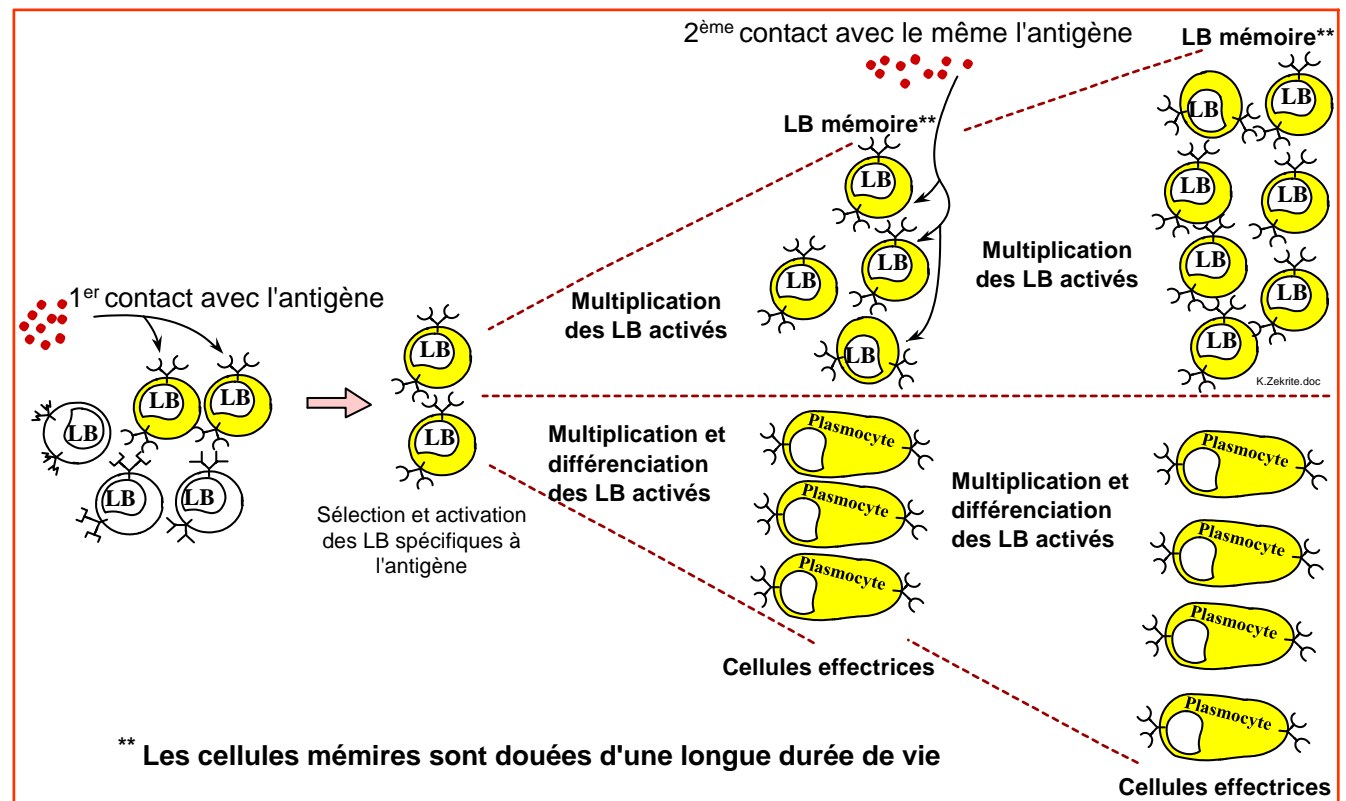 2ème contact avec le même l'antigène
LB mémoire**
LB
LB
LB mémoire**
LB
LB
LB
LB
LB
LB
LB
LB
LB
LB
Multiplication
des LB activés
K.Zekrite.doc
1er contact avec l'antigène
Multiplication
des LB activés
LB
LB
LB
LB
LB
LB
LB
Sélection et activation
des LB spécifiques à
l'antigène
Multiplication et
différenciation
des LB activés
Plasmocyte
Plasmocyte
Plasmocyte
Cellules effectrices
Multiplication et
différenciation
des LB activés
Plasmocyte
Plasmocyte
Plasmocyte
Plasmocyte
Cellules effectrices
** Les cellules mémires sont douées d'une longue durée de vie